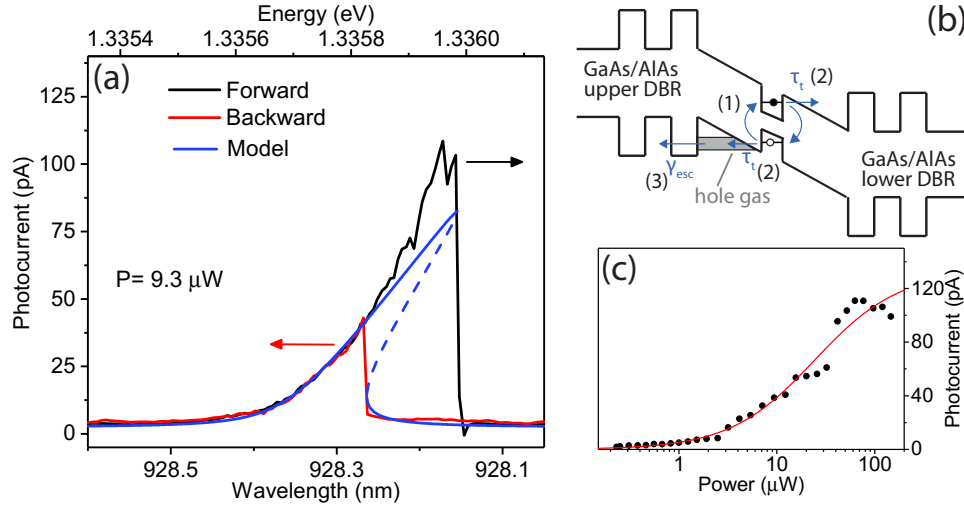 Energy (eV)
1.3354 1.3356 1.3358 1.3360
(a)
Forward
Backward
Model
P= 9.3 μW
Photocurrent (pA)
100
75
50
25
0
928.5 928.3 928.1
Wavelength (nm)
(b)
GaAs/AlAs
upper DBR
(1)
τt (2)
τt (2)
(3) γesc
hole gas
GaAs/AlAs
lower DBR
(c)
Photocurrent (pA)
120
80
40
0
1 10 100
Power (μW)